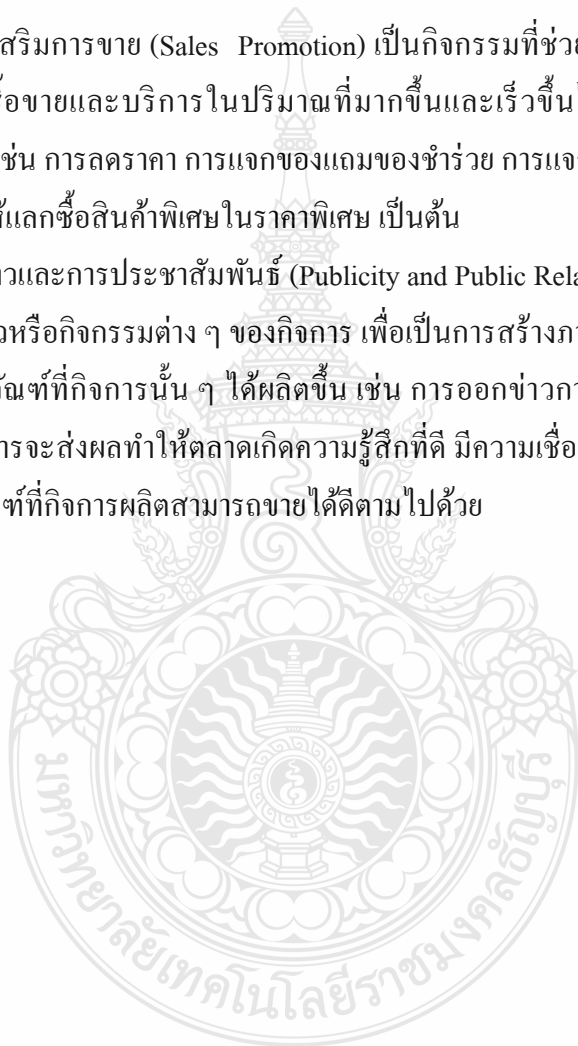 สริมการขาย (Sales Promotion) เป็นกิจกรรมที่ช่วย
ซื้อขายและบริการในปริมาณที่มากขึ้นและเร็วขึ้น
ช่น การลดราคา การแจกของแถมของชำร่วย การแจ
ห้แลกซื้อสินค้าพิเศษในราคาพิเศษ เป็นต้น
าวและการประชาสัมพันธ์ (Publicity and Public Rela
วหรือกิจกรรมต่าง ๆ ของกิจการ เพื่อเป็นการสร้างภา
ัณฑ์ที่กิจการนั้น ๆ ได้ผลิตขึ้น เช่น การออกข่าวกา
ารจะส่งผลทำให้ตลาดเกิดความรู้สึกที่ดี มีความเชื่อ
ฑ์ที่กิจการผลิตสามารถขายได้ดีตามไปด้วย
มหาวิทยาลัยเทคโนโลยีราชมงคลธัญบุรี